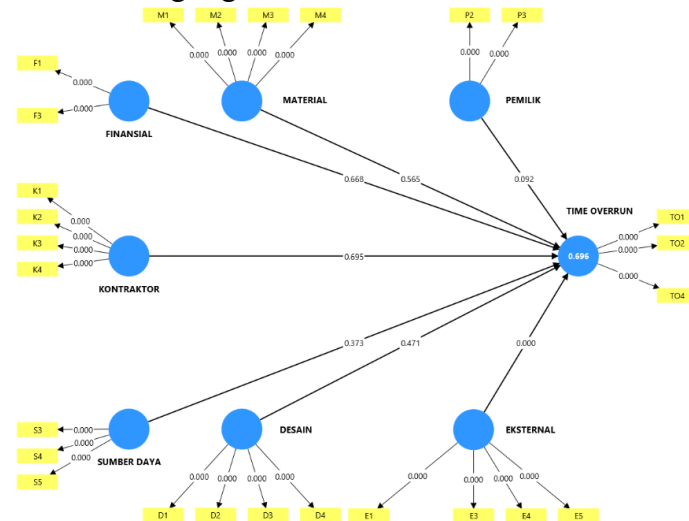 M1 M2 M3 M4 P2 P3
0.000 0.000 0.000 0.000 0.000 0.000
F1
0.000
F3 0.000
FINANSIAL
MATERIAL
PEMILIK
0.668 0.565 0.092
K1
0.000
K2
0.000
K3 0.000
K4 0.000
KONTRAKTOR
0.695
TIME OVERRUN
0.696
TO1
0.000
TO2
0.000
0.000
TO4
0.373 0.471 0.000
S3 0.000
S4 0.000
S5 0.000
SUMBER DAYA
DESAIN
EKSTERNAL
0.000 0.000 0.000 0.000 0.000 0.000 0.000 0.000
D1 D2 D3 D4 E1 E3 E4 E5